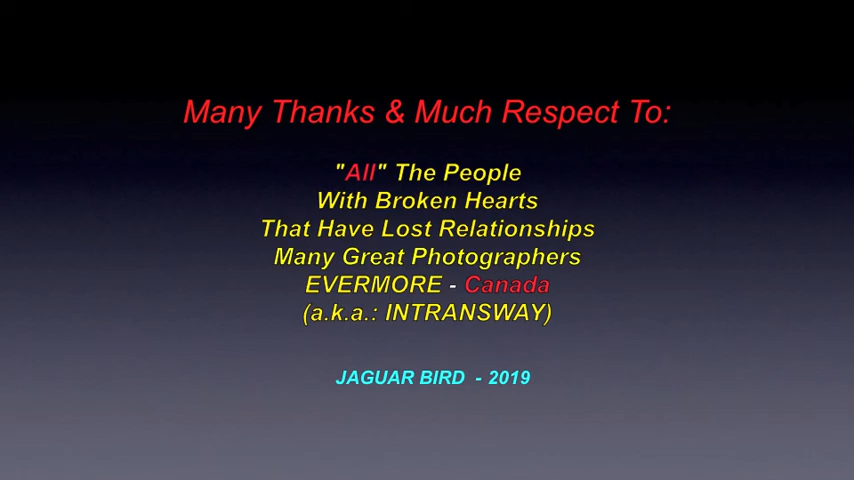 Many Thanks & Much Respect To:
"All" The People
With Broken Hearts
That Have Lost Relationships
Many Great Photographers
EVERMORE - Canada
(a.k.a.: INTRANSWAY)
JAGUAR BIRD - 2019